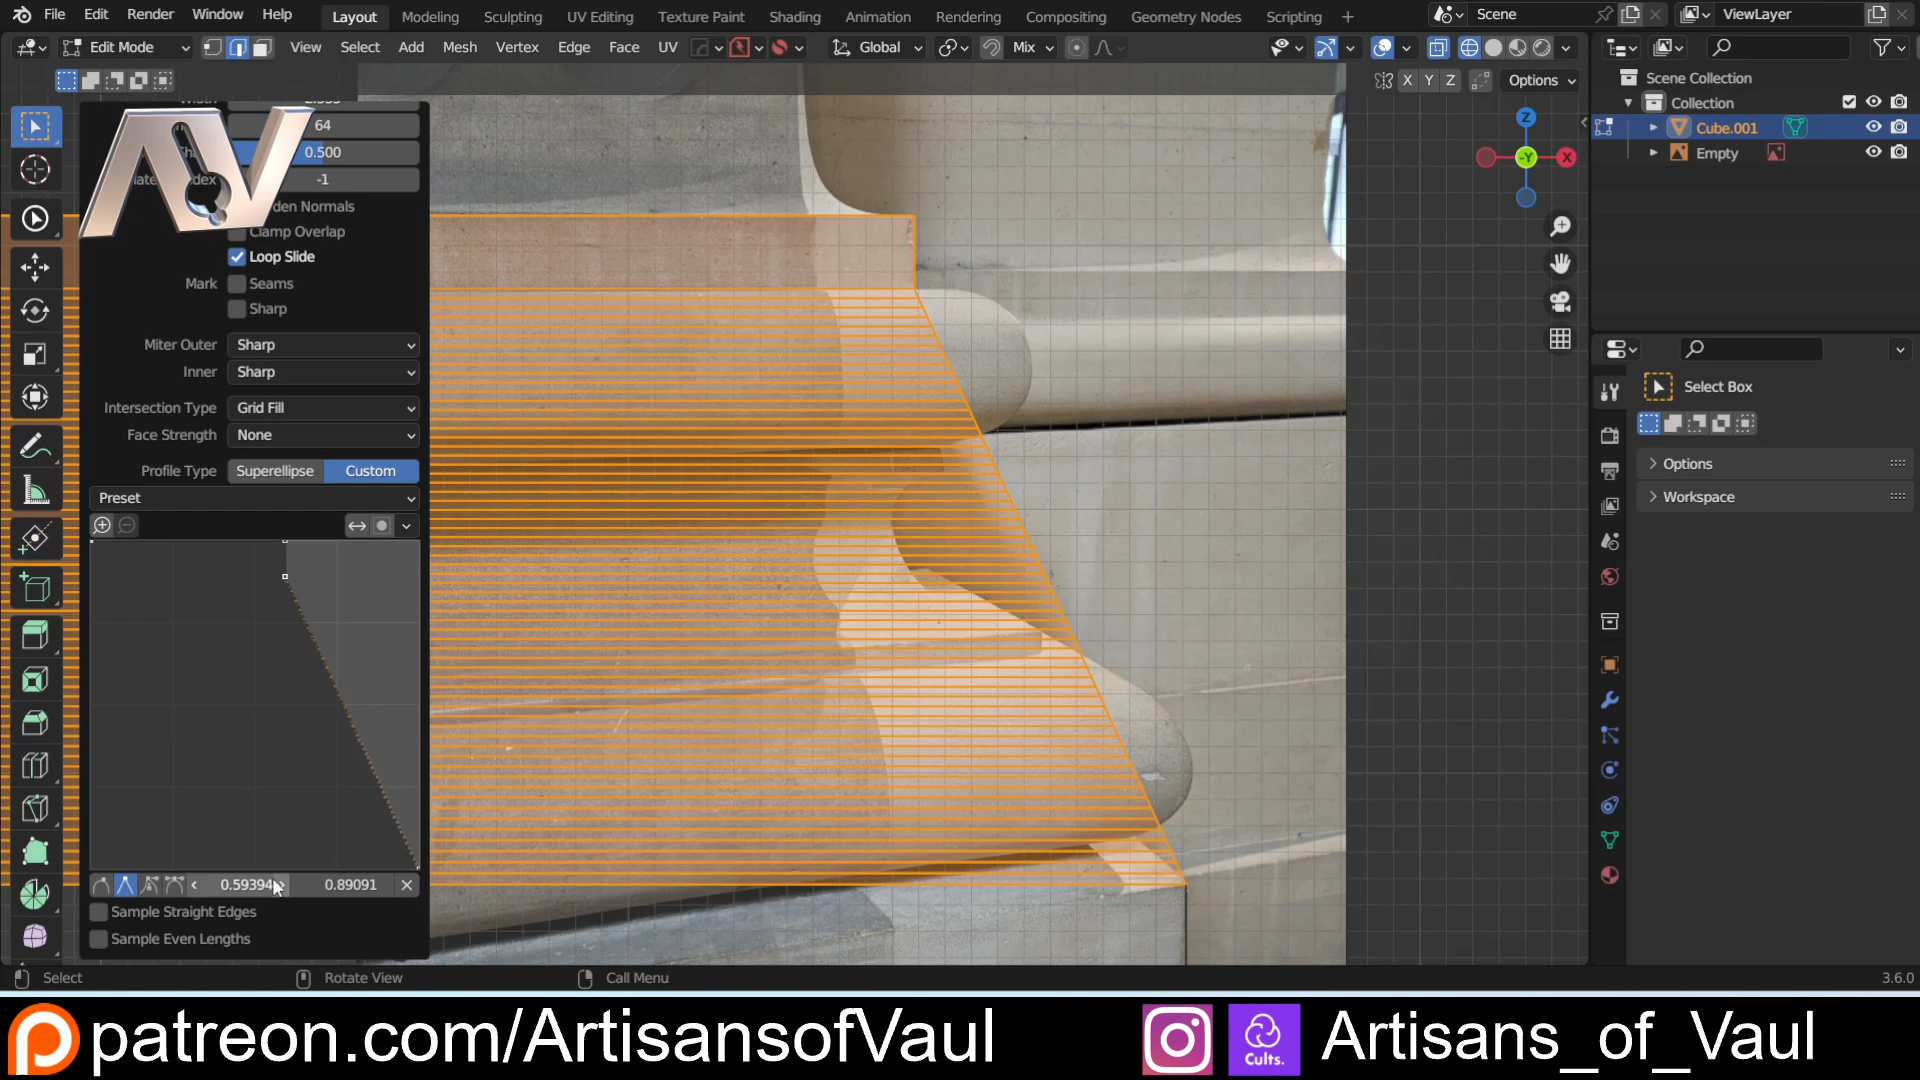 File Edit Render Window Help Layout Modeling Sculpting UV Editing Texture Paint Shading Animation Rendering Compositing Geometry Nodes Scripting + Scene ViewLayer
Edit Mode View Select Add Mesh Vertex Edge Face UV Global Mix
X Y Z Options
Scene Collection
Collection
Cube.001
Empty
64
0.500
-1
Clamp Overlap
Loop Slide
Mark Seams
Sharp
Miter Outer Sharp
Inner Sharp
Intersection Type Grid Fill
Face Strength None
Profile Type Superellipse Custom
Preset
0.59394 0.89091
Sample Straight Edges
Sample Even Lengths
Z
-Y X
Select Box
Options
Workspace
Select Rotate View Call Menu 3.6.0
patreon.com/ArtisansofVaul Cults. Artisans_of_Vaul